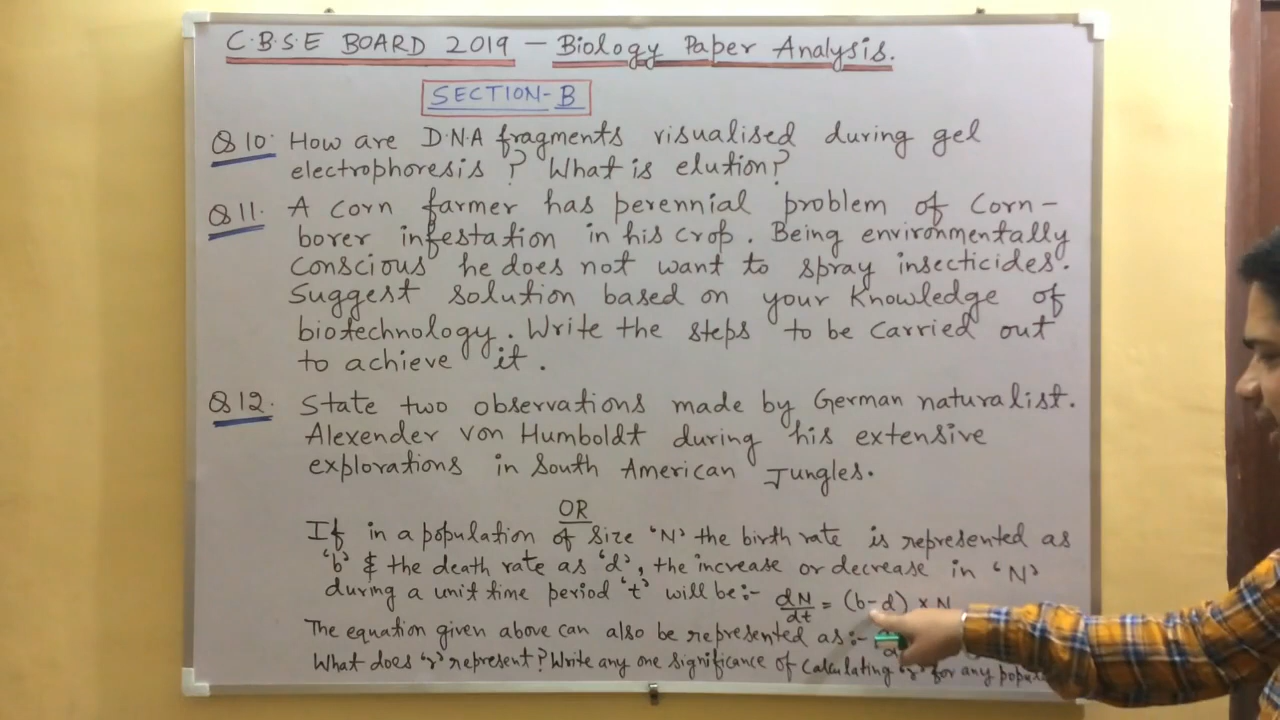 C.B.S.E BOARD 2019 - Biology Paper Analysis.
SECTION-B
Q 10. How are D.N.A fragments visualised during gel
electrophoresis? What is elution?
Q 11. A corn farmer has perennial problem of Corn-
borer infestation in his crop. Being environmentally
conscious he does not want to spray insecticides.
Suggest solution based on your Knowledge of
biotechnology. Write the steps to be carried out
to achieve it.
Q 12. State two observations made by German naturalist.
Alexender von Humboldt during his extensive
explorations in South American Jungles.
OR
If in a population of size 'N' the birth rate is represented as
'b' & the death rate as 'd', the increase or decrease in 'N'
during a unit time period 't' will be:- dN/dt = (b-d) × N
The equation given above can also be represented as:-
What does 'r' represent? Write any one significance of calculating 'r' for any